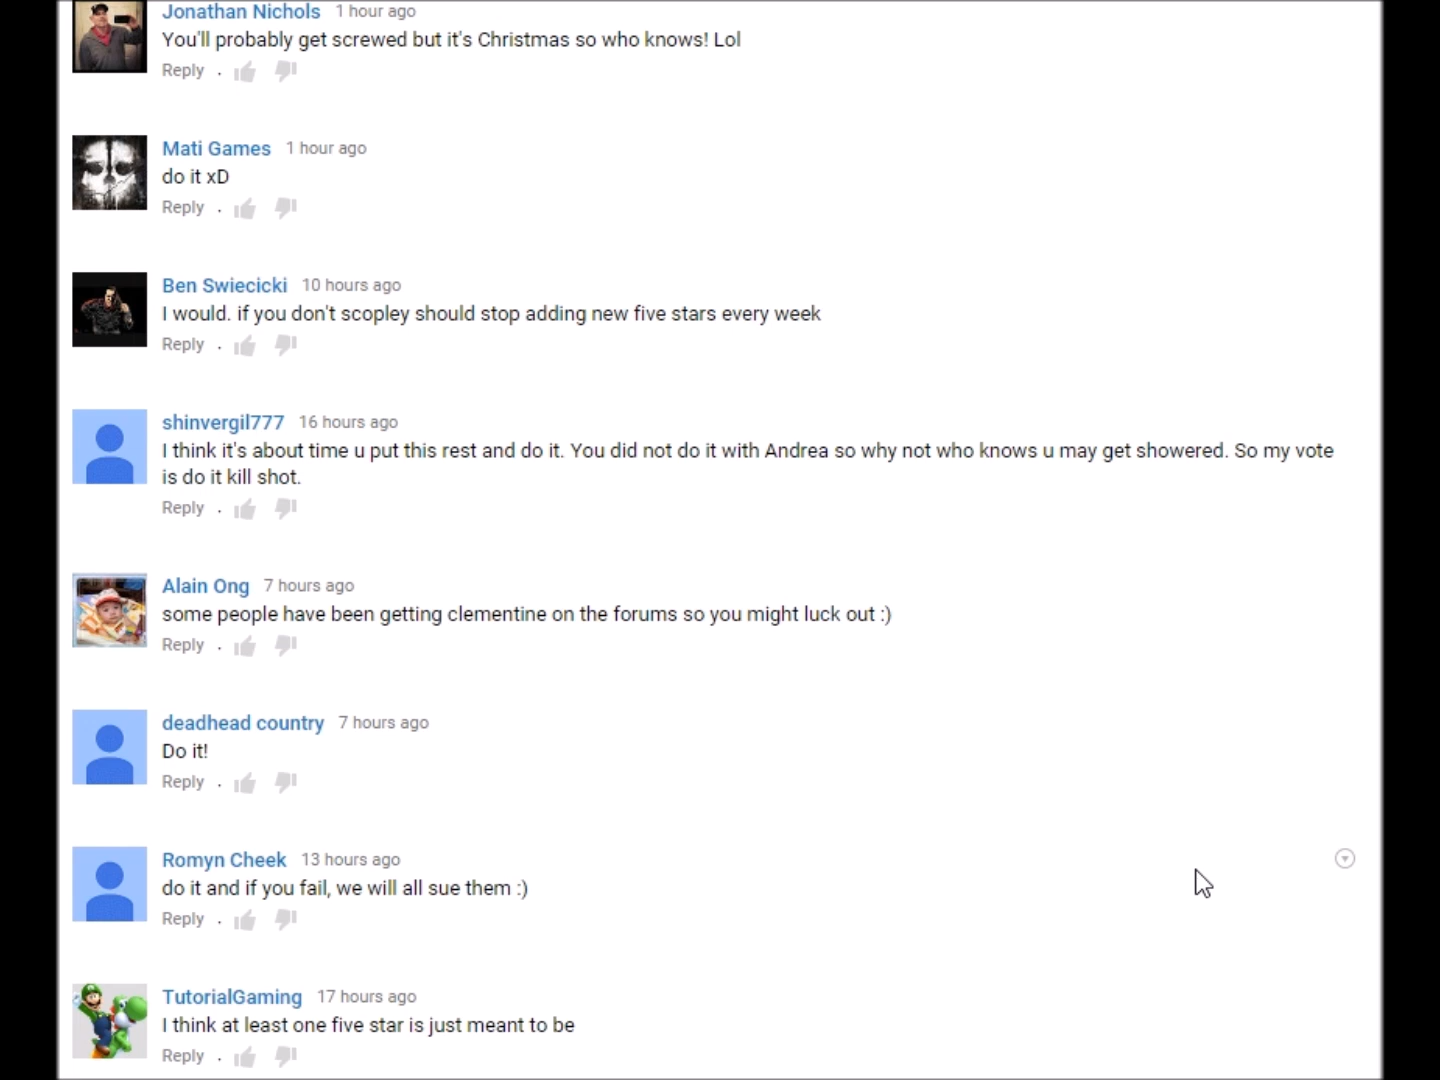 Jonathan Nichols 1 hour ago
You'll probably get screwed but it's Christmas so who knows! Lol
Reply .
Mati Games 1 hour ago
do it xD
Reply .
Ben Swiecicki 10 hours ago
I would. if you don't scopley should stop adding new five stars every week
Reply .
shinvergil777 16 hours ago
I think it's about time u put this rest and do it. You did not do it with Andrea so why not who knows u may get showered. So my vote
is do it kill shot.
Reply .
Alain Ong 7 hours ago
some people have been getting clementine on the forums so you might luck out :)
Reply .
deadhead country 7 hours ago
Do it!
Reply .
Romyn Cheek 13 hours ago
do it and if you fail, we will all sue them :)
Reply .
TutorialGaming 17 hours ago
I think at least one five star is just meant to be
Reply .